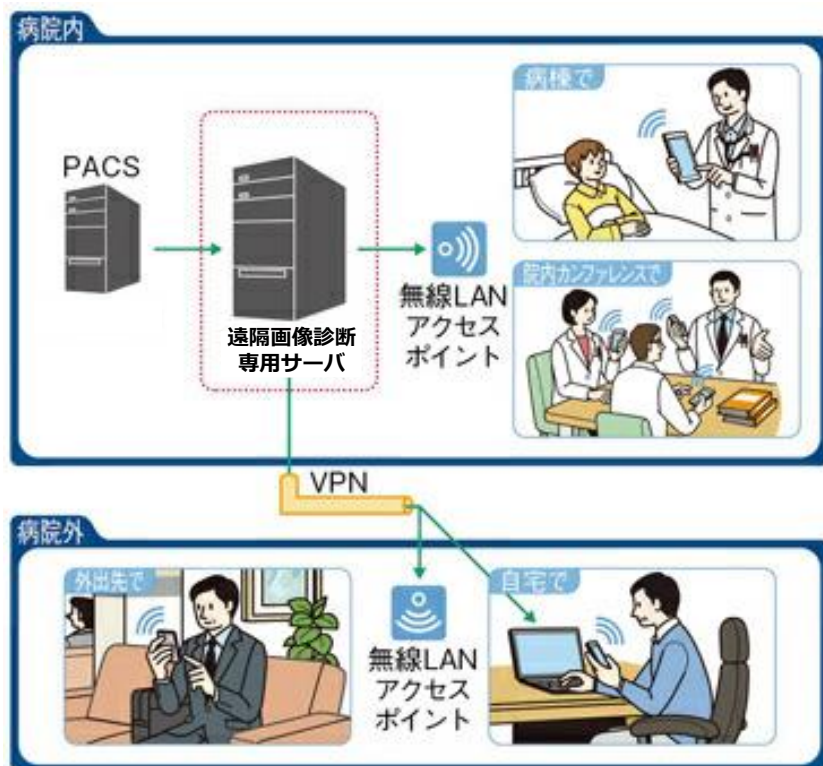 病院内
病棟で
PACS
遠隔画像診断
専用サーバ
無線LAN
アクセス
ポイント
院内カンファレンスで
VPN
病院外
外出先で
無線LAN
アクセス
ポイント
自宅で